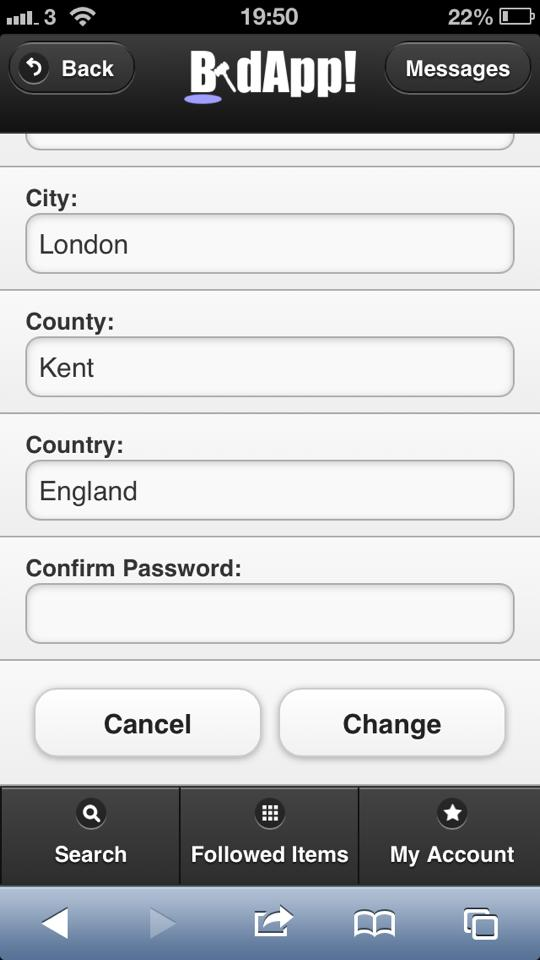 3 19:50 22%
Back BidApp! Messages
City:
London
County:
Kent
Country:
England
Confirm Password:
Cancel Change
Search Followed Items My Account